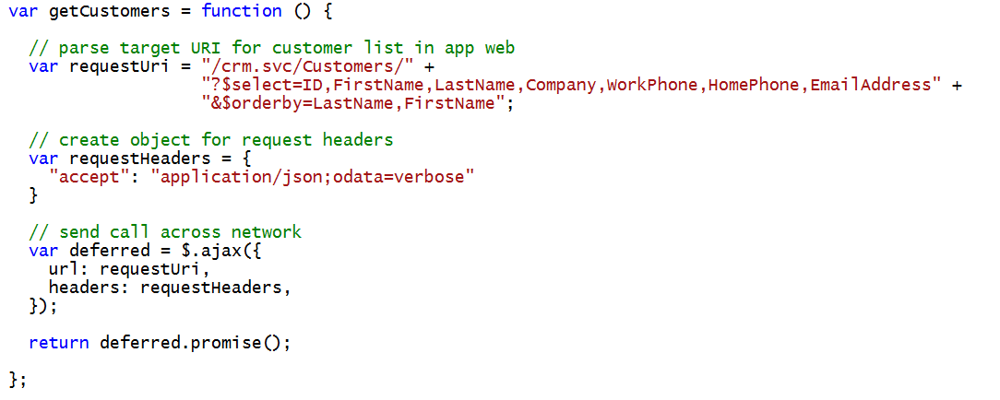 var getCustomers = function () {
// parse target URI for customer list in app web
var requestUri = "/crm.svc/Customers/" +
"?$select=ID,FirstName,LastName,Company,WorkPhone,HomePhone,EmailAddress" +
"&$orderby=LastName,FirstName";
// create object for request headers
var requestHeaders = {
"accept": "application/json;odata=verbose"
}
// send call across network
var deferred = $.ajax({
url: requestUri,
headers: requestHeaders,
});
return deferred.promise();
};